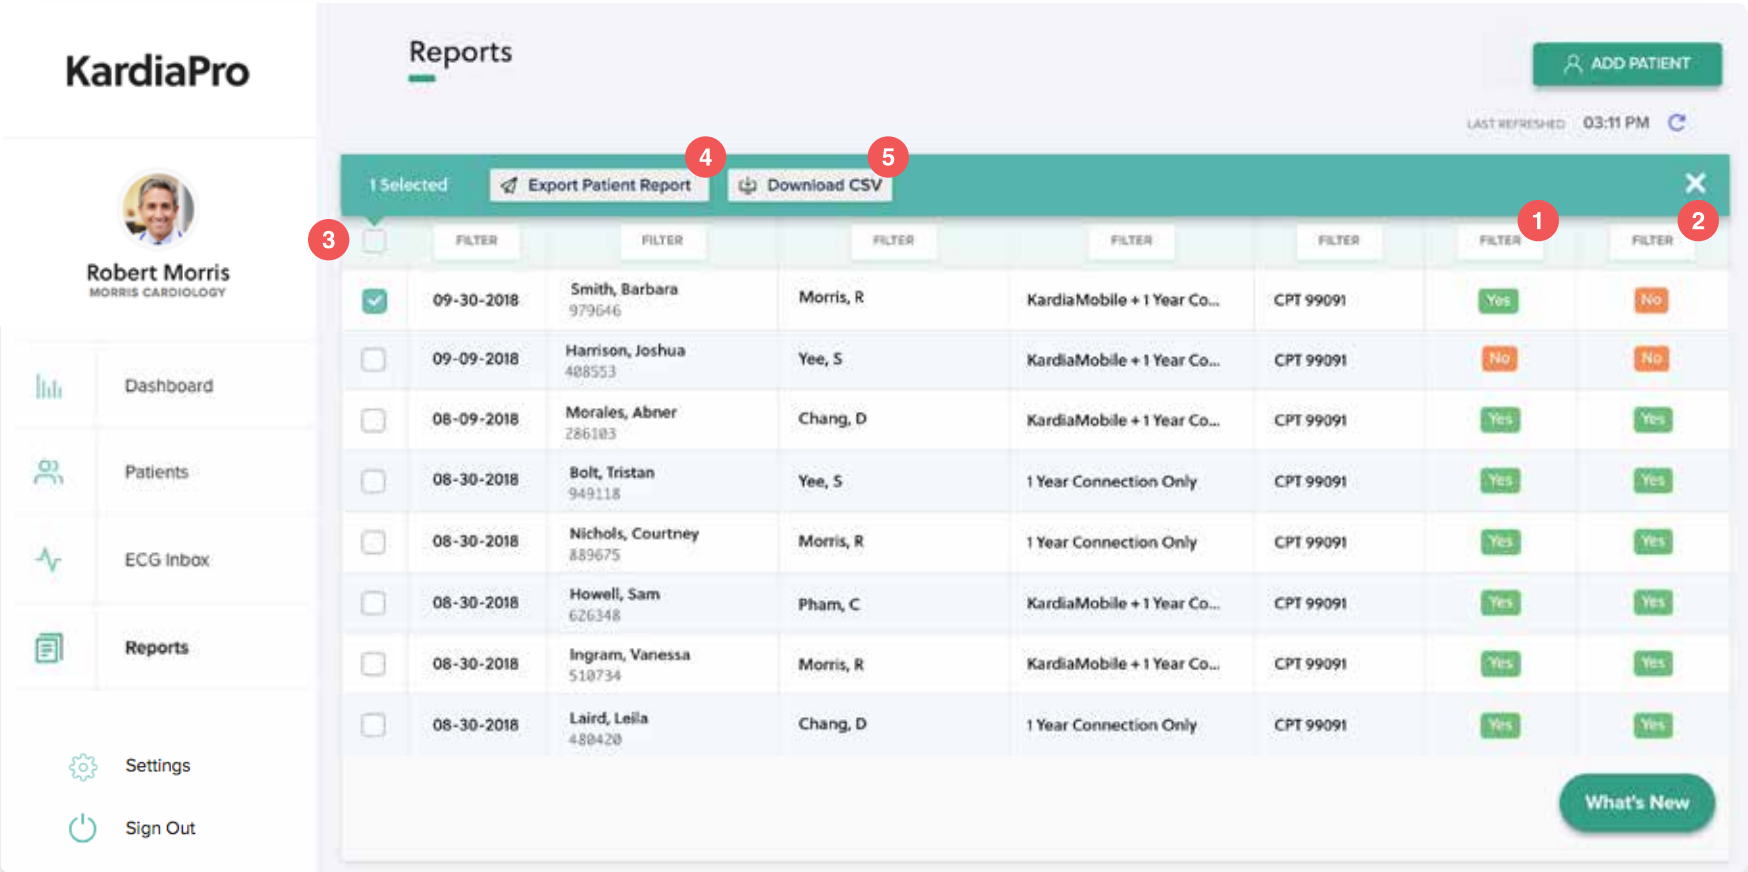 KardiaPro
Reports
ADD PATIENT
LAST REFRESHED 03:11 PM
Robert Morris
MORRIS CARDIOLOGY
Dashboard
Patients
ECG Inbox
Reports
Settings
Sign Out
4 5
1 Selected Export Patient Report Download CSV
3 1 2
FILTER FILTER FILTER FILTER FILTER FILTER FILTER
09-30-2018 Smith, Barbara 979646 Morris, R KardiaMobile + 1 Year Co... CPT 99091 Yes No
09-09-2018 Harrison, Joshua 408553 Yee, S KardiaMobile + 1 Year Co... CPT 99091 No No
08-09-2018 Morales, Abner 286103 Chang, D KardiaMobile + 1 Year Co... CPT 99091 Yes Yes
08-30-2018 Bolt, Tristan 949118 Yee, S 1 Year Connection Only CPT 99091 Yes Yes
08-30-2018 Nichols, Courtney 889675 Morris, R 1 Year Connection Only CPT 99091 Yes Yes
08-30-2018 Howell, Sam 626348 Pham, C KardiaMobile + 1 Year Co... CPT 99091 Yes Yes
08-30-2018 Ingram, Vanessa 510734 Morris, R KardiaMobile + 1 Year Co... CPT 99091 Yes Yes
08-30-2018 Laird, Leila 480420 Chang, D 1 Year Connection Only CPT 99091 Yes Yes
What's New